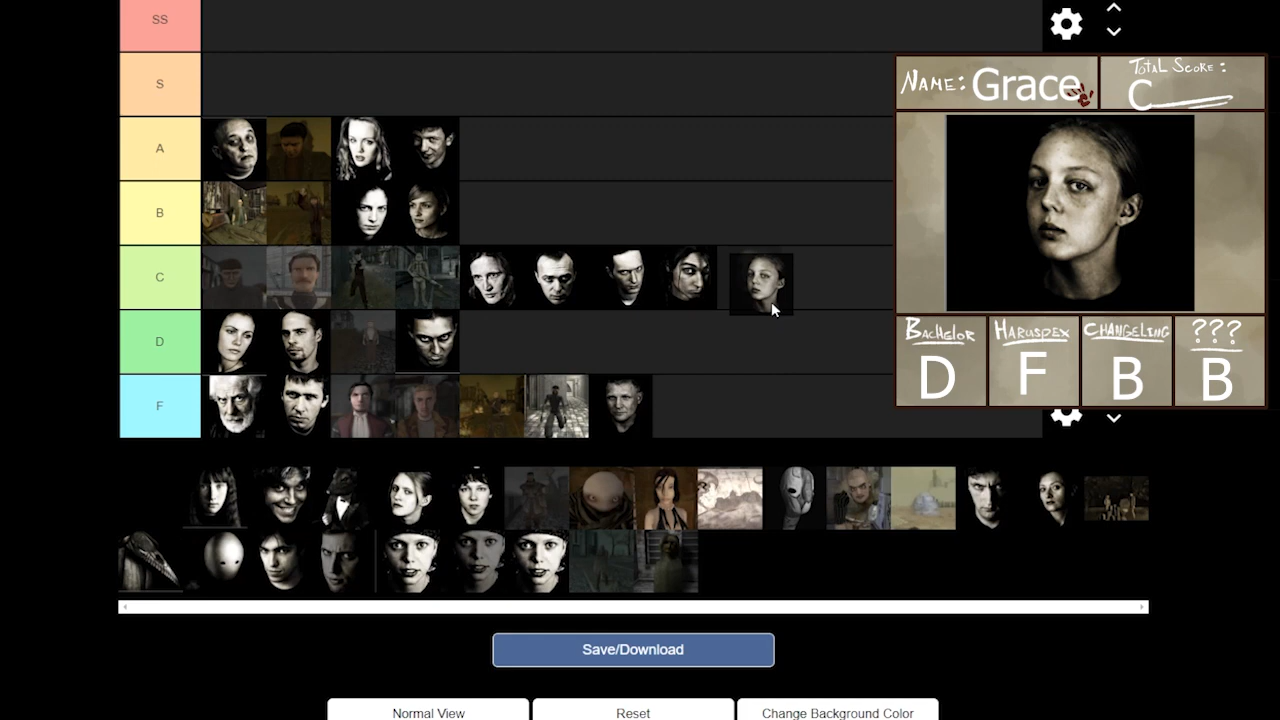 SS
S
NAME: Grace
TOTAL SCORE:
C
A
B
C
D
F
BACHELOR
D
HARUSPEX
F
CHANGELING
B
???
B
Save/Download
Normal View
Reset
Change Background Color